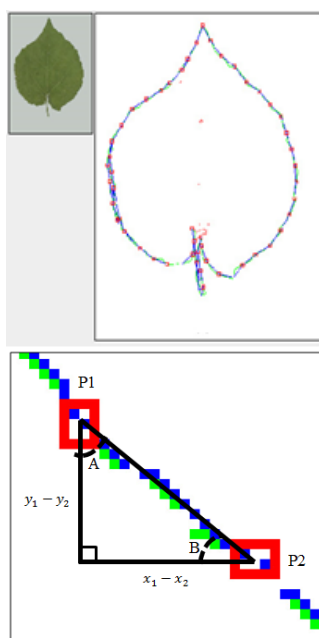 P1
A
y₁ − y₂
B
P2
x₁ − x₂